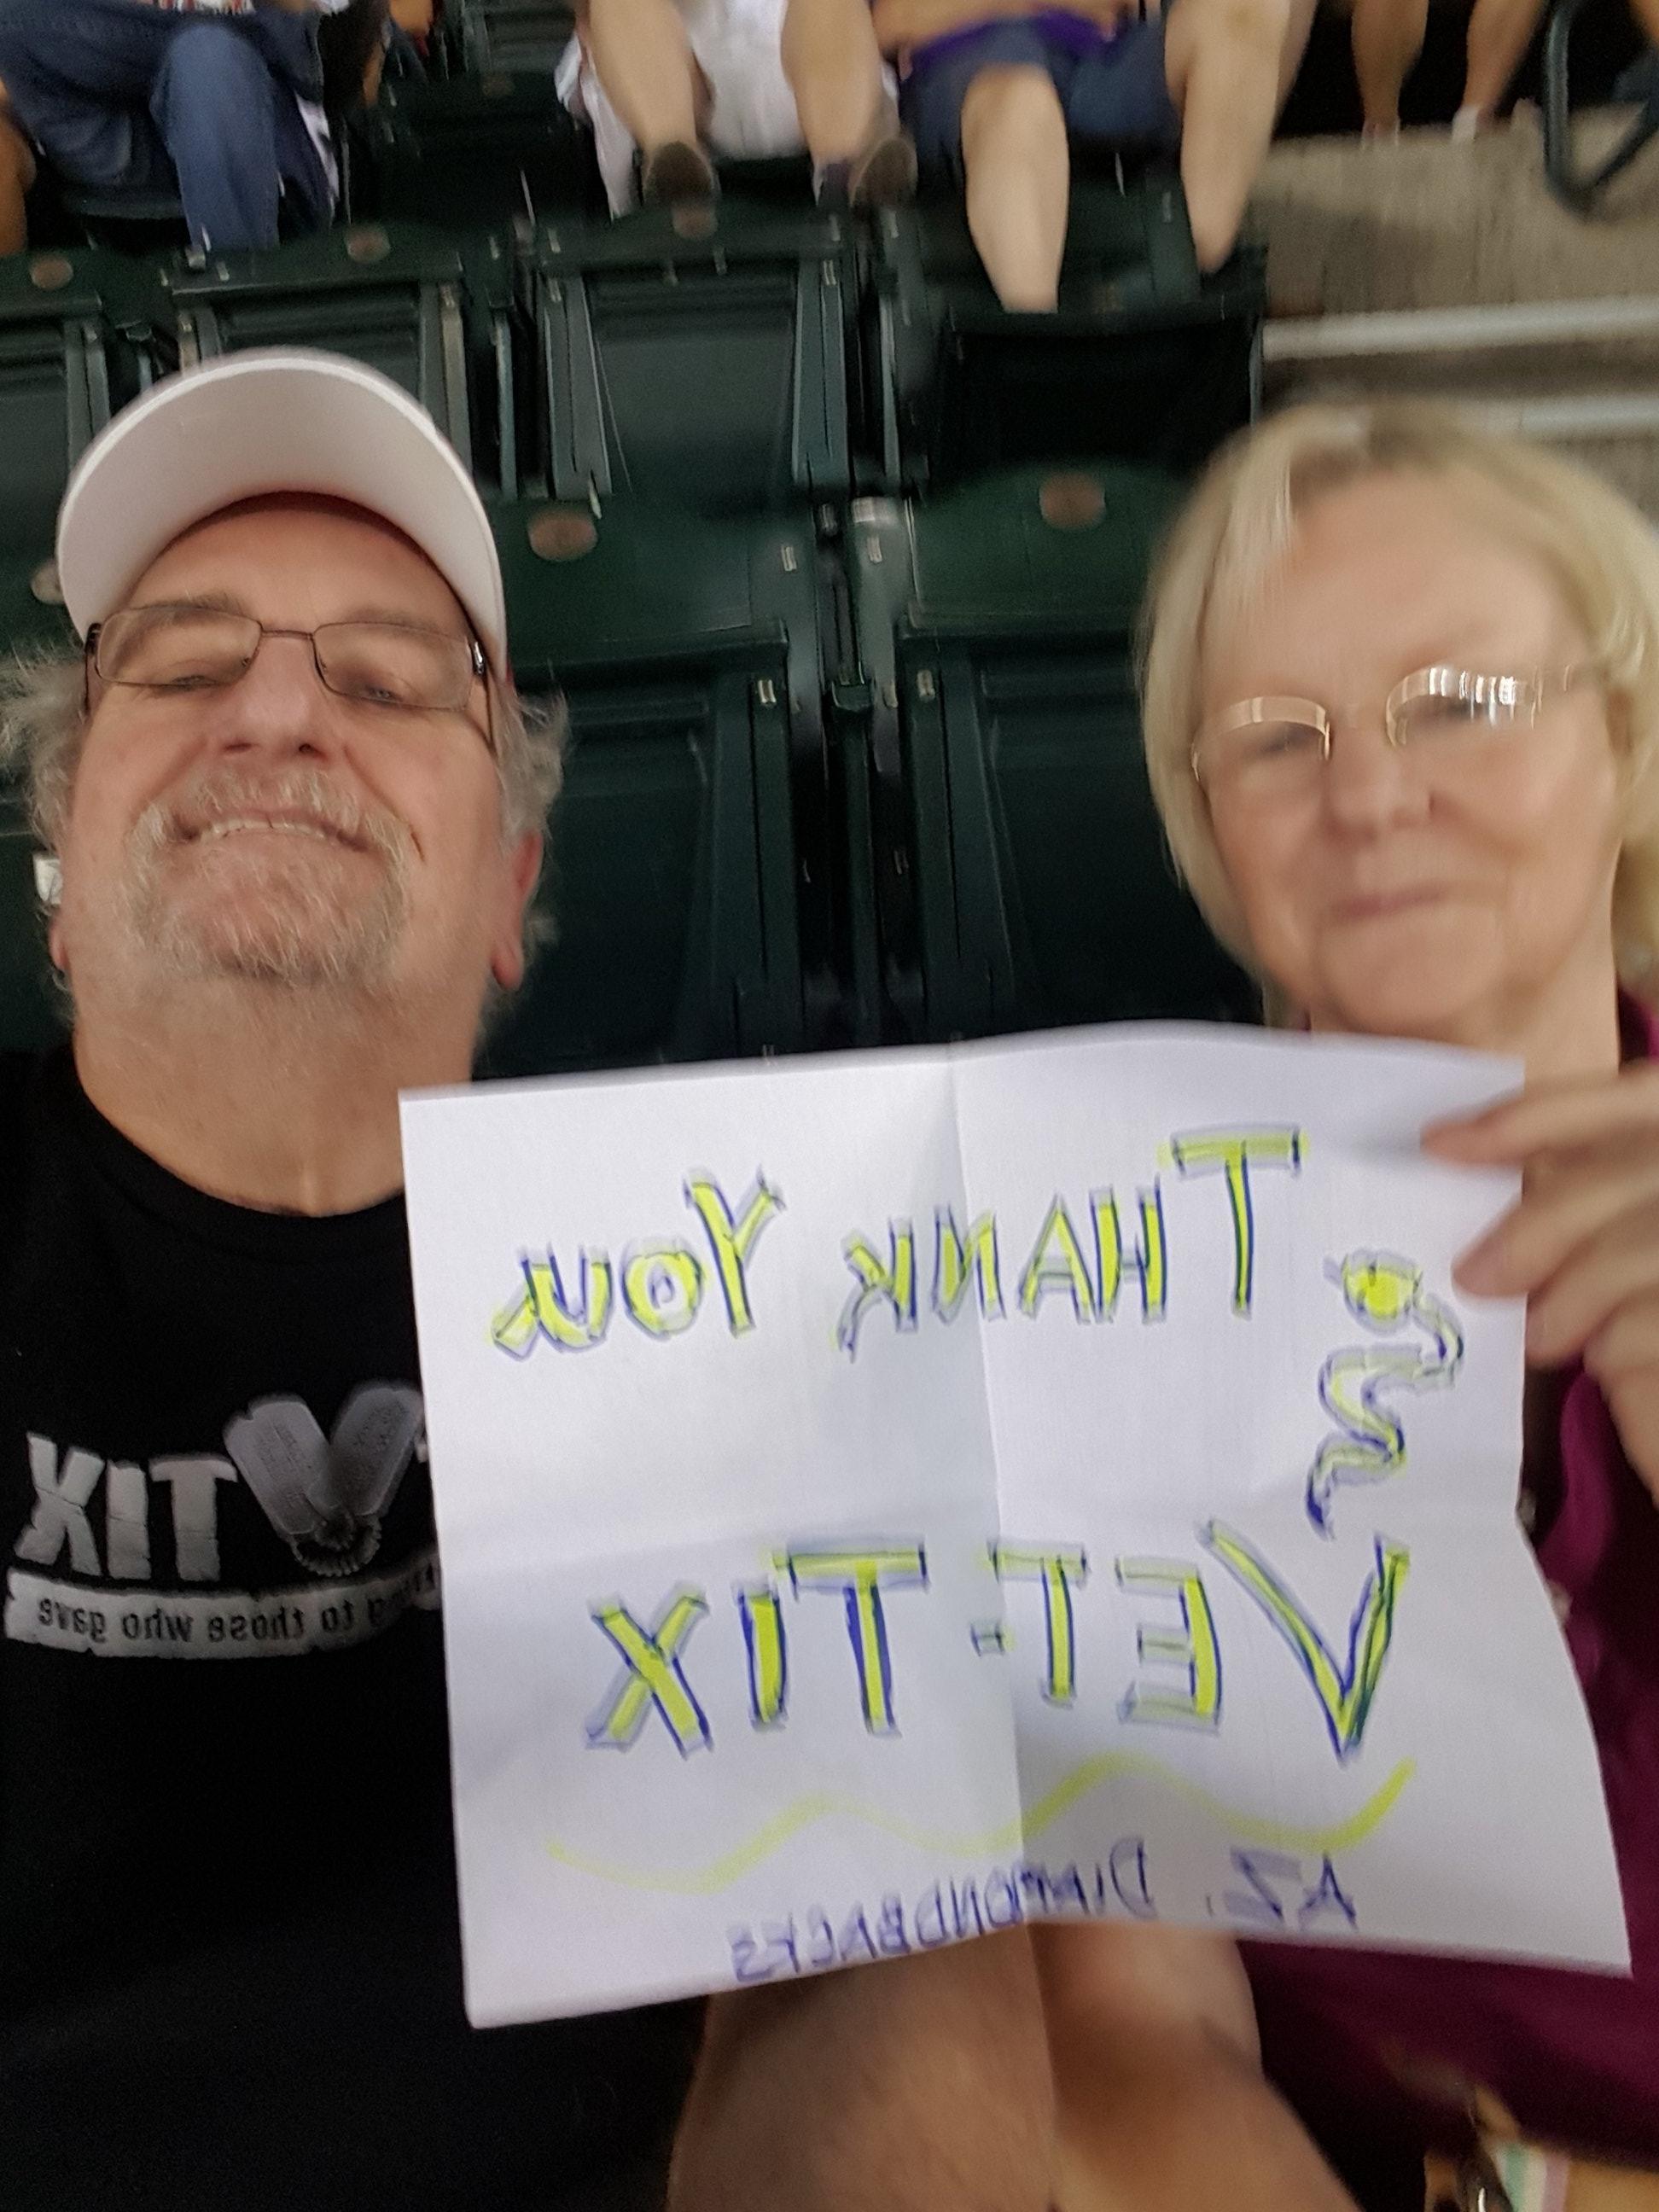 THANK You
VET-TIX
AZ. DIAMONDBACKS
TIX
to those who gave